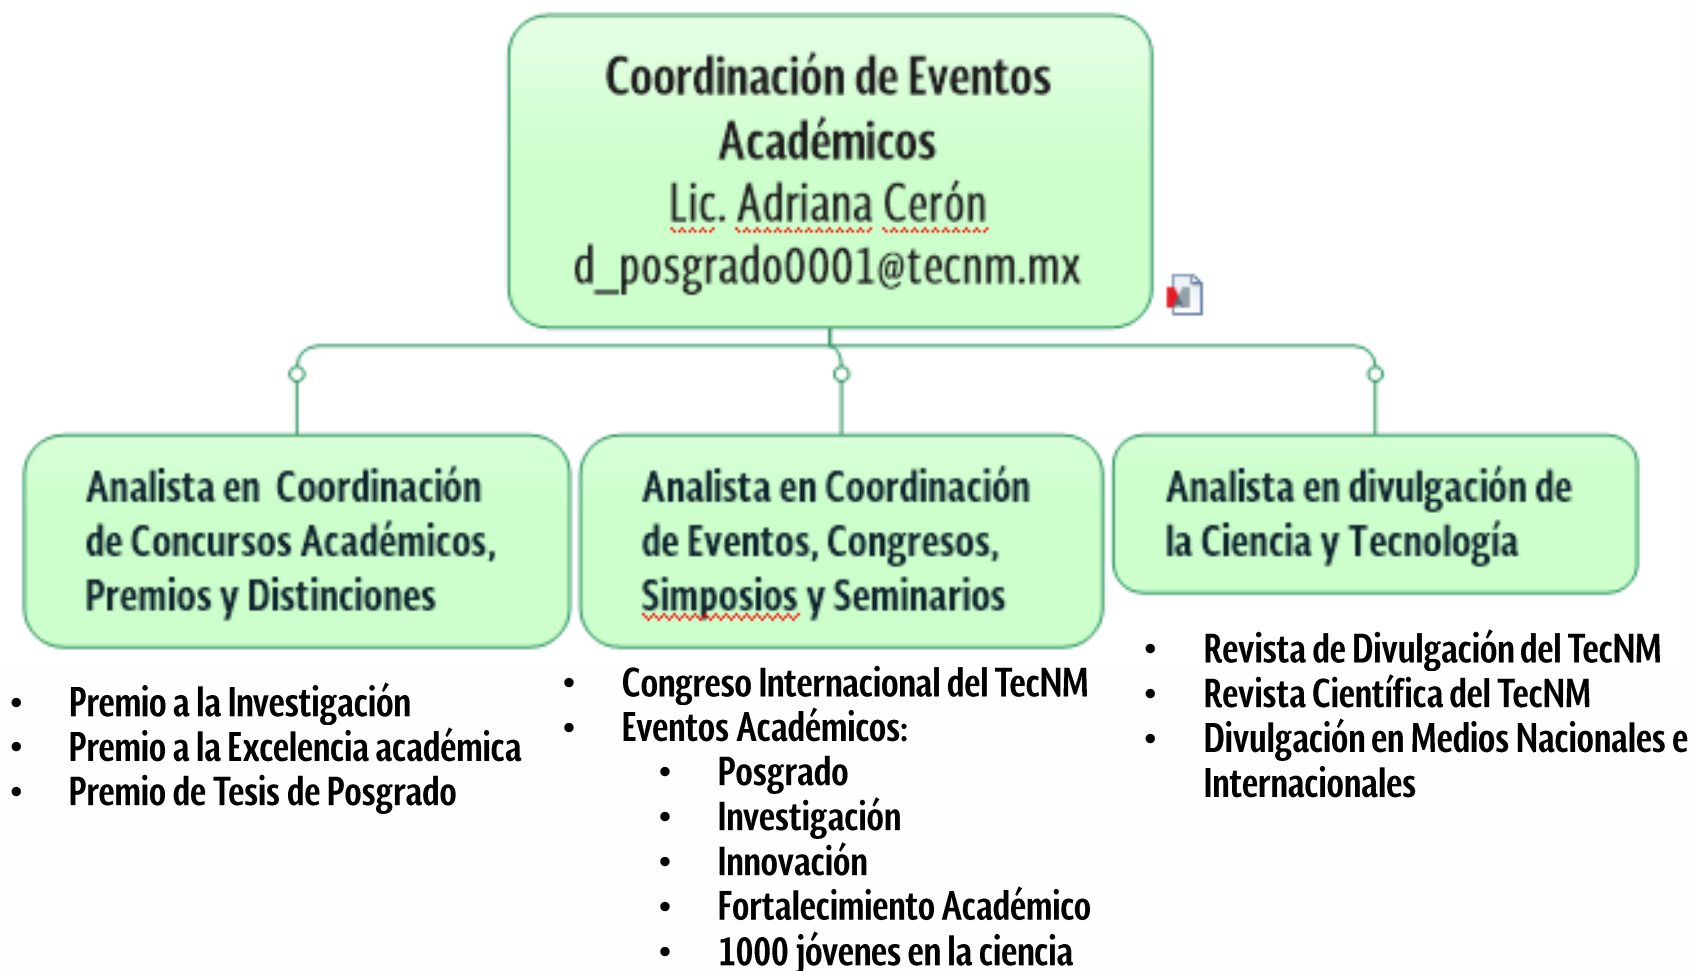 Coordinación de Eventos
Académicos
Lic. Adriana Cerón
d_posgrado0001@tecnm.mx
Analista en Coordinación
de Concursos Académicos,
Premios y Distinciones
• Premio a la Investigación
• Premio a la Excelencia académica
• Premio de Tesis de Posgrado
Analista en Coordinación
de Eventos, Congresos,
Simposios y Seminarios
• Congreso Internacional del TecNM
• Eventos Académicos:
• Posgrado
• Investigación
• Innovación
• Fortalecimiento Académico
• 1000 jóvenes en la ciencia
Analista en divulgación de
la Ciencia y Tecnología
• Revista de Divulgación del TecNM
• Revista Científica del TecNM
• Divulgación en Medios Nacionales e
Internacionales